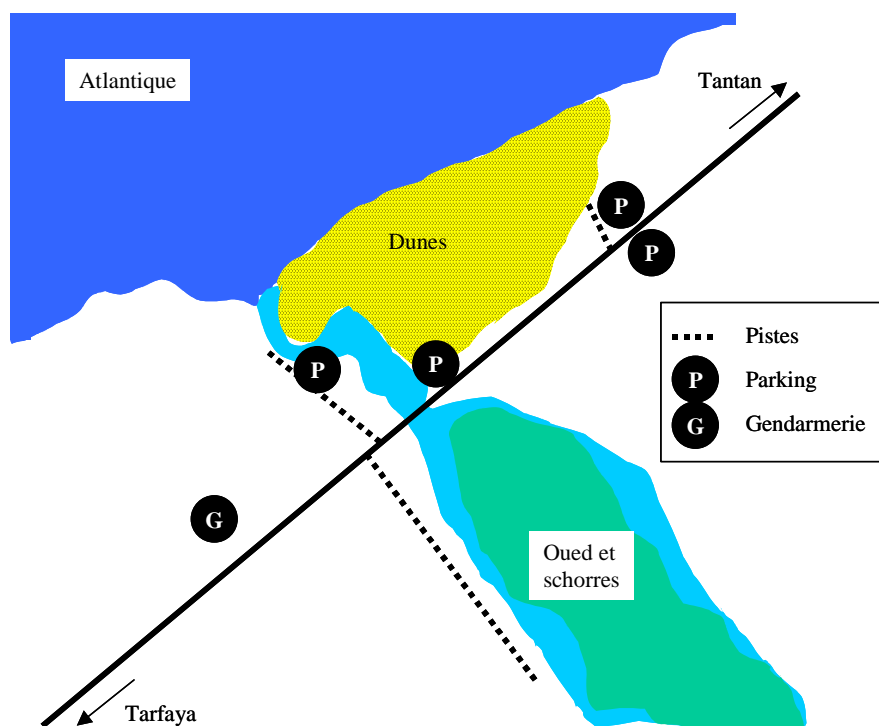 Atlantique
Tantan
P
P
Dunes
P
P
Pistes
P Parking
G Gendarmerie
G
Oued et
schorres
Tarfaya